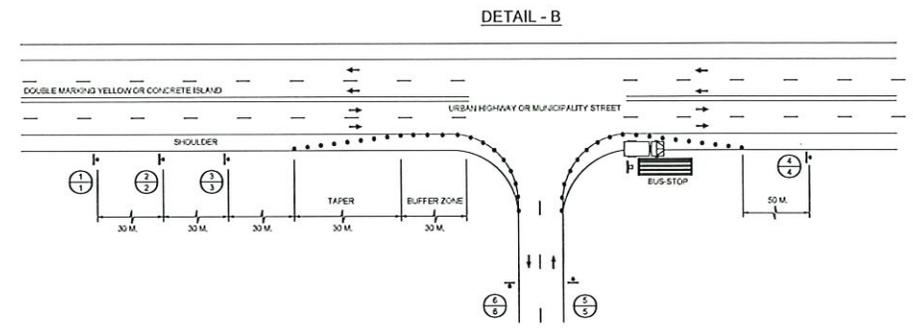 DETAIL - B
DOUBLE MARKING YELLOW OR CONCRETE ISLAND
URBAN HIGHWAY OR MUNICIPALITY STREET
SHOULDER
1
1
2
2
3
3
4
4
BUS-STOP
TAPER
BUFFER ZONE
50 M.
30 M.
30 M.
30 M.
30 M.
30 M.
6
6
5
5